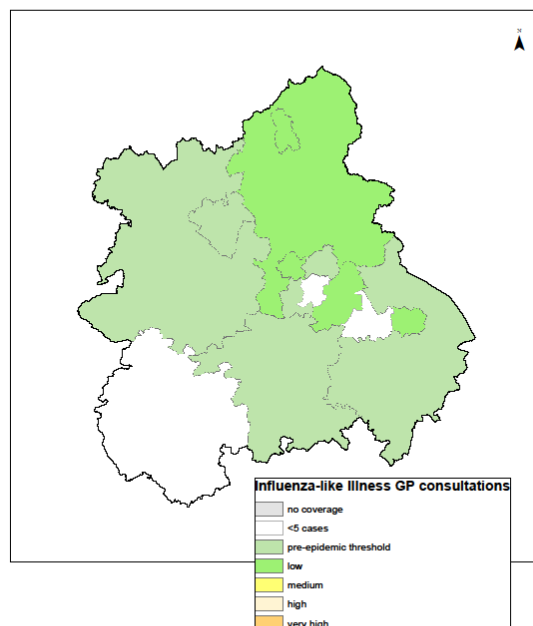 N
Influenza-like Illness GP consultations
no coverage
<5 cases
pre-epidemic threshold
low
medium
high
very high